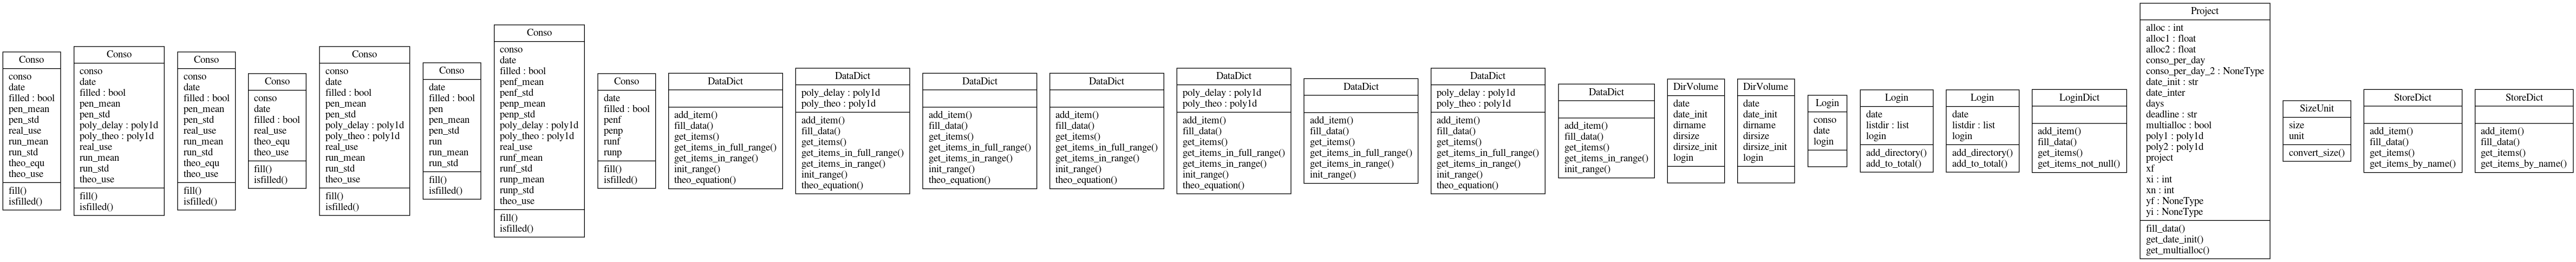 Conso
conso
date
filled : bool
pen_mean
pen_std
real_use
run_mean
run_std
theo_equ
theo_use
fill()
isfilled()
Conso
conso
date
filled : bool
pen_mean
pen_std
poly_delay : poly1d
poly_theo : poly1d
real_use
run_mean
run_std
theo_use
fill()
isfilled()
Conso
conso
date
filled : bool
pen_mean
pen_std
real_use
run_mean
run_std
theo_equ
theo_use
fill()
isfilled()
Conso
conso
date
filled : bool
real_use
theo_equ
theo_use
fill()
isfilled()
Conso
conso
date
filled : bool
pen_mean
pen_std
poly_delay : poly1d
poly_theo : poly1d
real_use
run_mean
run_std
theo_use
fill()
isfilled()
Conso
date
filled : bool
pen
pen_mean
pen_std
run
run_mean
run_std
fill()
isfilled()
Conso
conso
date
filled : bool
penf_mean
penf_std
penp_mean
penp_std
poly_delay : poly1d
poly_theo : poly1d
real_use
runf_mean
runf_std
runp_mean
runp_std
theo_use
fill()
isfilled()
Conso
date
filled : bool
penf
penp
runf
runp
fill()
isfilled()
DataDict
add_item()
fill_data()
get_items()
get_items_in_full_range()
get_items_in_range()
init_range()
theo_equation()
DataDict
poly_delay : poly1d
poly_theo : poly1d
add_item()
fill_data()
get_items()
get_items_in_full_range()
get_items_in_range()
init_range()
theo_equation()
DataDict
add_item()
fill_data()
get_items()
get_items_in_full_range()
get_items_in_range()
init_range()
theo_equation()
DataDict
add_item()
fill_data()
get_items()
get_items_in_full_range()
get_items_in_range()
init_range()
theo_equation()
DataDict
poly_delay : poly1d
poly_theo : poly1d
add_item()
fill_data()
get_items()
get_items_in_full_range()
get_items_in_range()
init_range()
theo_equation()
DataDict
add_item()
fill_data()
get_items()
get_items_in_full_range()
get_items_in_range()
init_range()
DataDict
poly_delay : poly1d
poly_theo : poly1d
add_item()
fill_data()
get_items()
get_items_in_full_range()
get_items_in_range()
init_range()
theo_equation()
DataDict
add_item()
fill_data()
get_items()
get_items_in_range()
init_range()
DirVolume
date
date_init
dirname
dirsize
dirsize_init
login
DirVolume
date
date_init
dirname
dirsize
dirsize_init
login
Login
conso
date
login
Login
date
listdir : list
login
add_directory()
add_to_total()
Login
date
listdir : list
login
add_directory()
add_to_total()
LoginDict
add_item()
fill_data()
get_items()
get_items_not_null()
Project
alloc : int
alloc1 : float
alloc2 : float
conso_per_day
conso_per_day_2 : NoneType
date_init : str
date_inter
days
deadline : str
multialloc : bool
poly1 : poly1d
poly2 : poly1d
project
xf
xi : int
xn : int
yf : NoneType
yi : NoneType
fill_data()
get_date_init()
get_multialloc()
SizeUnit
size
unit
convert_size()
StoreDict
add_item()
fill_data()
get_items()
get_items_by_name()
StoreDict
add_item()
fill_data()
get_items()
get_items_by_name()